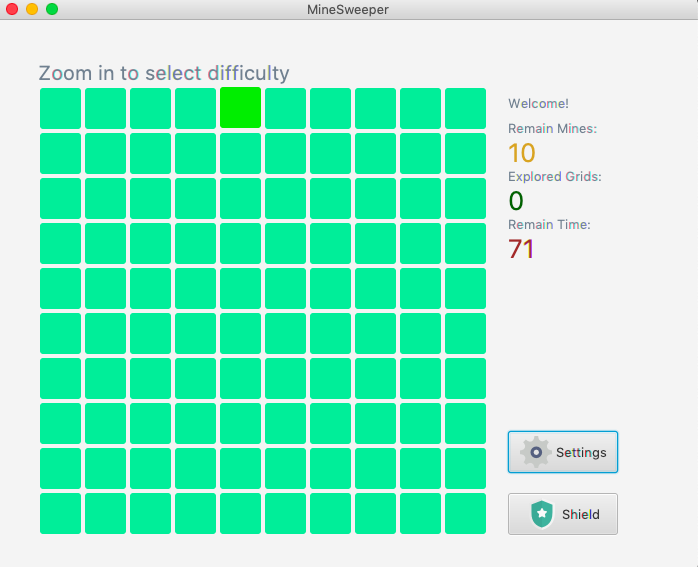 MineSweeper
Zoom in to select difficulty
Welcome!
Remain Mines:
10
Explored Grids:
0
Remain Time:
71
Settings
Shield